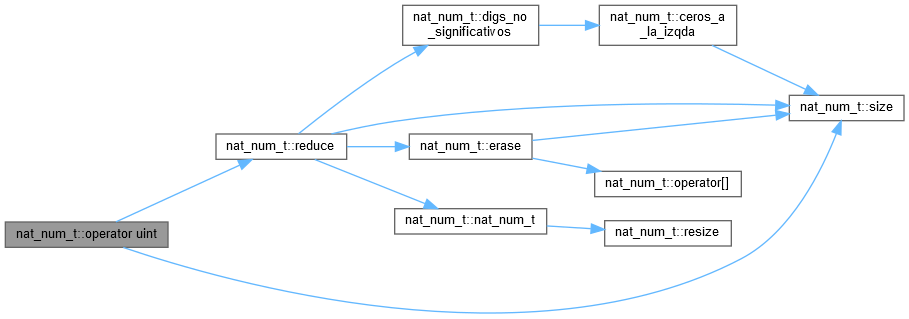 nat_num_t::digs_no
_significativos
nat_num_t::ceros_a
_la_izqda
nat_num_t::size
nat_num_t::reduce
nat_num_t::erase
nat_num_t::operator[]
nat_num_t::nat_num_t
nat_num_t::operator uint
nat_num_t::resize